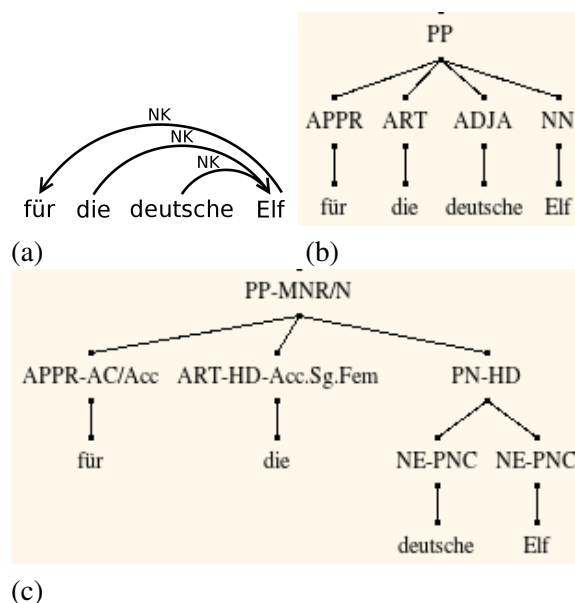 PP
NK
NK
NK
APPR ART ADJA NN
für die deutsche Elf
für die deutsche Elf
(a)
(b)
PP-MNR/N
APPR-AC/Acc ART-HD-Acc.Sg.Fem PN-HD
für die NE-PNC NE-PNC
deutsche Elf
(c)